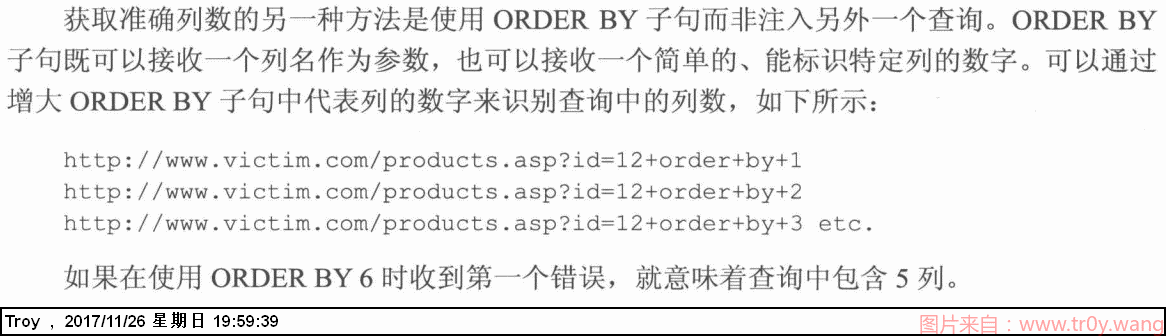 获取准确列数的另一种方法是使用 ORDER BY 子句而非注入另外一个查询。ORDER BY
子句既可以接收一个列名作为参数，也可以接收一个简单的、能标识特定列的数字。可以通过
增大 ORDER BY 子句中代表列的数字来识别查询中的列数，如下所示：
http://www.victim.com/products.asp?id=12+order+by+1
http://www.victim.com/products.asp?id=12+order+by+2
http://www.victim.com/products.asp?id=12+order+by+3 etc.
如果在使用 ORDER BY 6 时收到第一个错误，就意味着查询中包含 5 列。
Troy , 2017/11/26 星期日 19:59:39
图片来自：www.tr0y.wang